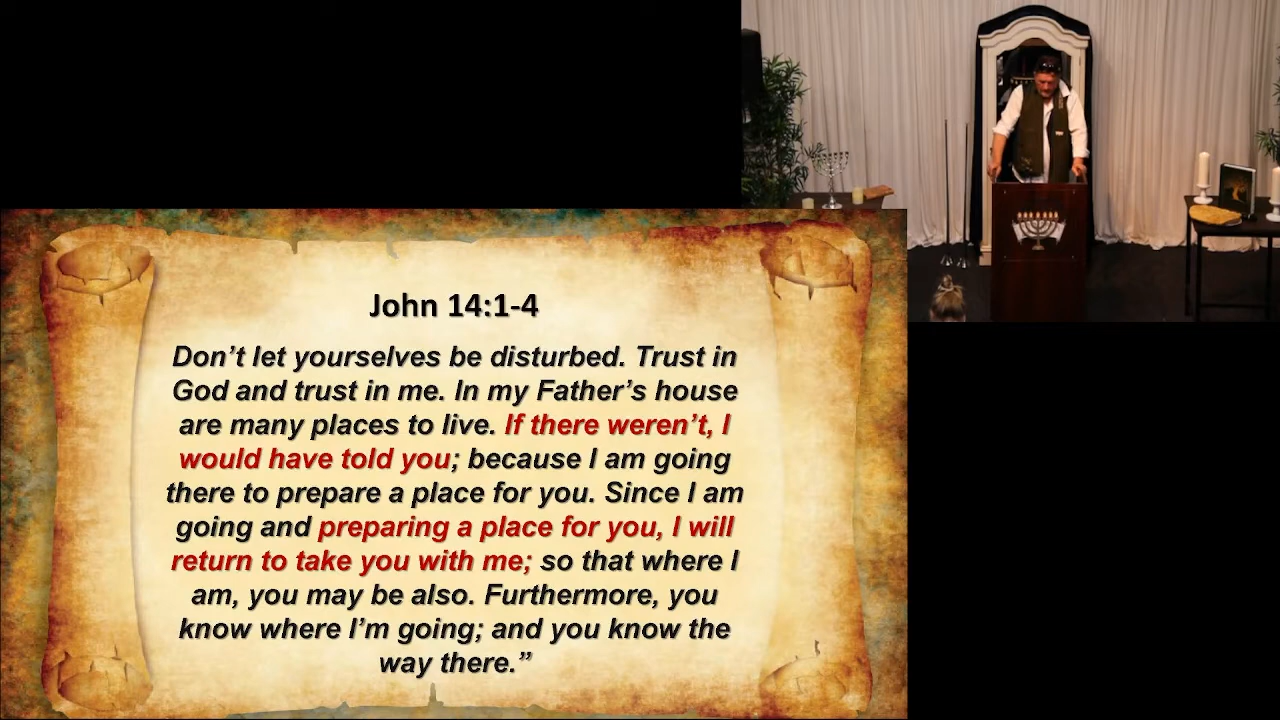 John 14:1-4
Don’t let yourselves be disturbed. Trust in
God and trust in me. In my Father’s house
are many places to live. If there weren’t, I
would have told you; because I am going
there to prepare a place for you. Since I am
going and preparing a place for you, I will
return to take you with me; so that where I
am, you may be also. Furthermore, you
know where I’m going; and you know the
way there.”